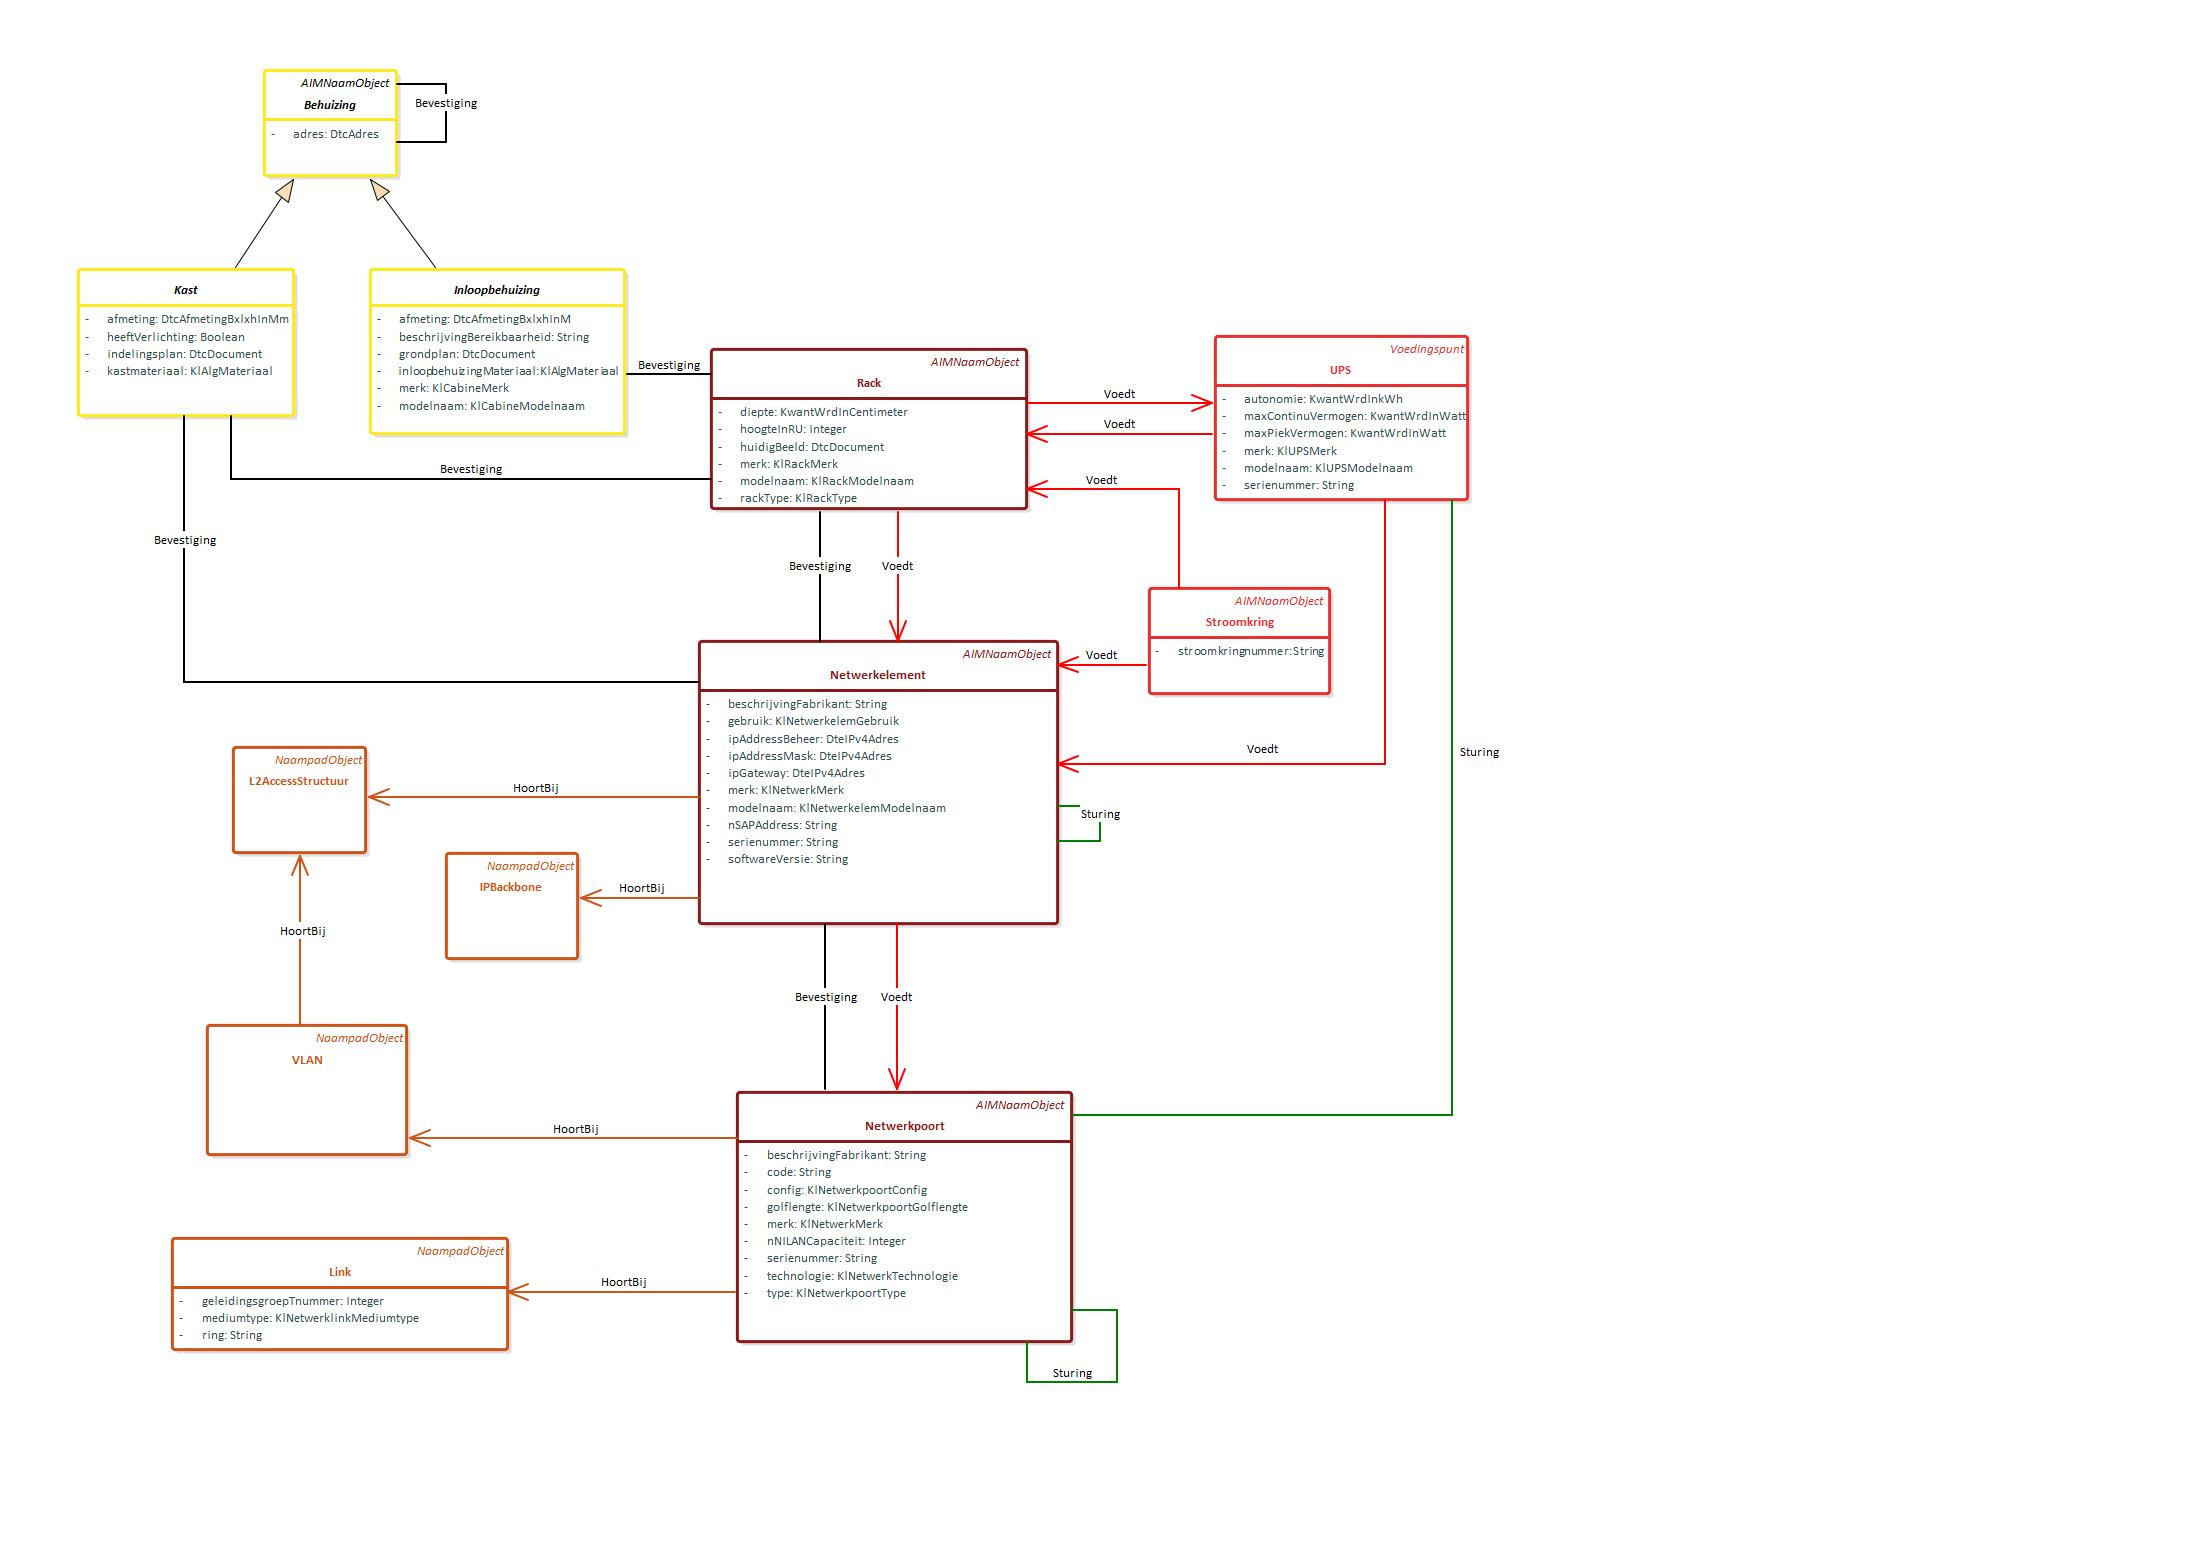 AIMNaamObject
Behuizing
- adres: DtcAdres
Bevestiging
Kast
- afmeting: DtcAfmetingBxlxhInMm
- heeftVerlichting: Boolean
- indelingsplan: DtcDocument
- kastmateriaal: KlAlgMateriaal
Inloopbehuizing
- afmeting: DtcAfmetingBxlxhInM
- beschrijvingBereikbaarheid: String
- grondplan: DtcDocument
- inloopbehuizingMateriaal: KlAlgMateriaal
- merk: KlCabineMerk
- modelnaam: KlCabineModelnaam
Bevestiging
AIMNaamObject
Rack
- diepte: KwantWrdInCentimeter
- hoogteInRU: Integer
- huidigBeeld: DtcDocument
- merk: KlRackMerk
- modelnaam: KlRackModelnaam
- rackType: KlRackType
Voedt
Voedt
Voedt
Voedingspunt
UPS
- autonomie: KwantWrdInkWh
- maxContinuVermogen: KwantWrdInWatt
- maxPiekVermogen: KwantWrdInWatt
- merk: KlUPSMerk
- modelnaam: KlUPSModelnaam
- serienummer: String
Bevestiging
Bevestiging
Bevestiging
Voedt
AIMNaamObject
Stroomkring
- stroomkringnummer: String
Voedt
AIMNaamObject
Netwerkelement
- beschrijvingFabrikant: String
- gebruik: KlNetwerkelemGebruik
- ipAddressBeheer: DteIPv4Adres
- ipAddressMask: DteIPv4Adres
- ipGateway: DteIPv4Adres
- merk: KlNetwerkMerk
- modelnaam: KlNetwerkelemModelnaam
- nSAPAddress: String
- serienummer: String
- softwareVersie: String
Voedt
Sturing
Sturing
NaampadObject
L2AccessStructuur
HoortBij
NaampadObject
IPBackbone
HoortBij
HoortBij
Bevestiging
Voedt
NaampadObject
VLAN
HoortBij
AIMNaamObject
Netwerkpoort
- beschrijvingFabrikant: String
- code: String
- config: KlNetwerkpoortConfig
- golflengte: KlNetwerkpoortGolflengte
- merk: KlNetwerkMerk
- nNILANCapaciteit: Integer
- serienummer: String
- technologie: KlNetwerkTechnologie
- type: KlNetwerkpoortType
NaampadObject
Link
- geleidingsgroepTnummer: Integer
- mediumtype: KlNetwerklinkMediumtype
- ring: String
HoortBij
Sturing